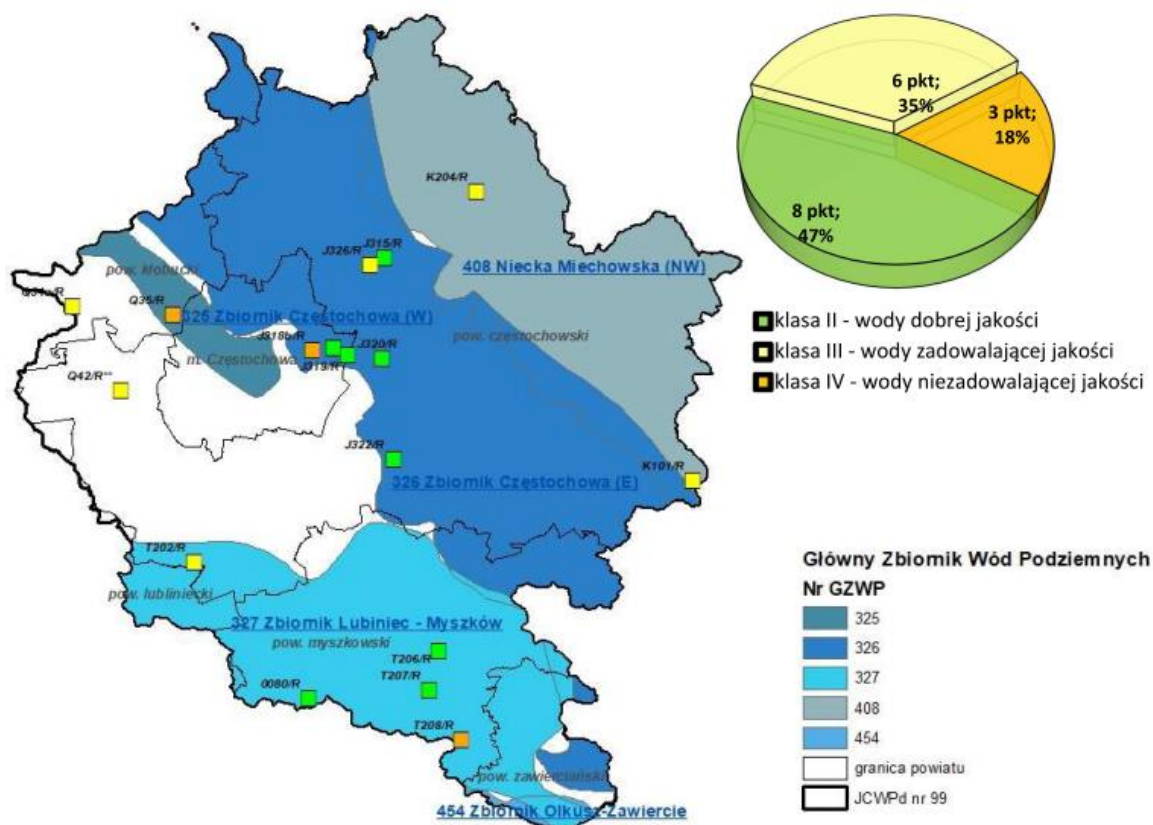 6 pkt;
35%
3 pkt;
18%
8 pkt;
47%
klasa II - wody dobrej jakości
klasa III - wody zadowalającej jakości
klasa IV - wody niezadowalającej jakości
K204/R
J315/R
J326/R
408 Niecka Miechowska (NW)
pow. kłobucki
Q35/R
325 Zbiornik Częstochowa (W)
pow. częstochowski
J318b/R
J320/R
m. Częstochowa
J319/R
Q42/R**
J322/R
K101/R
326 Zbiornik Częstochowa (E)
T202/R
pow. lubliniecki
327 Zbiornik Lubiniec - Myszków
pow. myszkowski
T206/R
T207/R
0080/R
T208/R
pow. zawierciański
454 Zbiornik Olkusz-Zawiercie
Główny Zbiornik Wód Podziemnych
Nr GZWP
325
326
327
408
454
granica powiatu
JCWPd nr 99